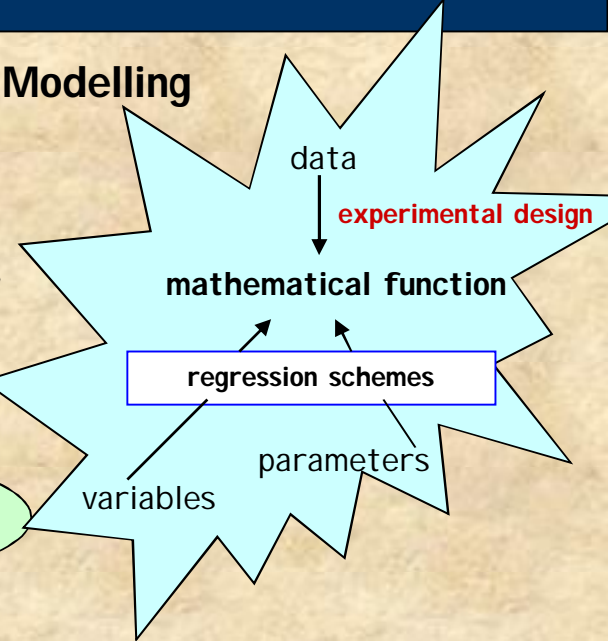 Modelling
data
experimental design
mathematical function
regression schemes
parameters
variables